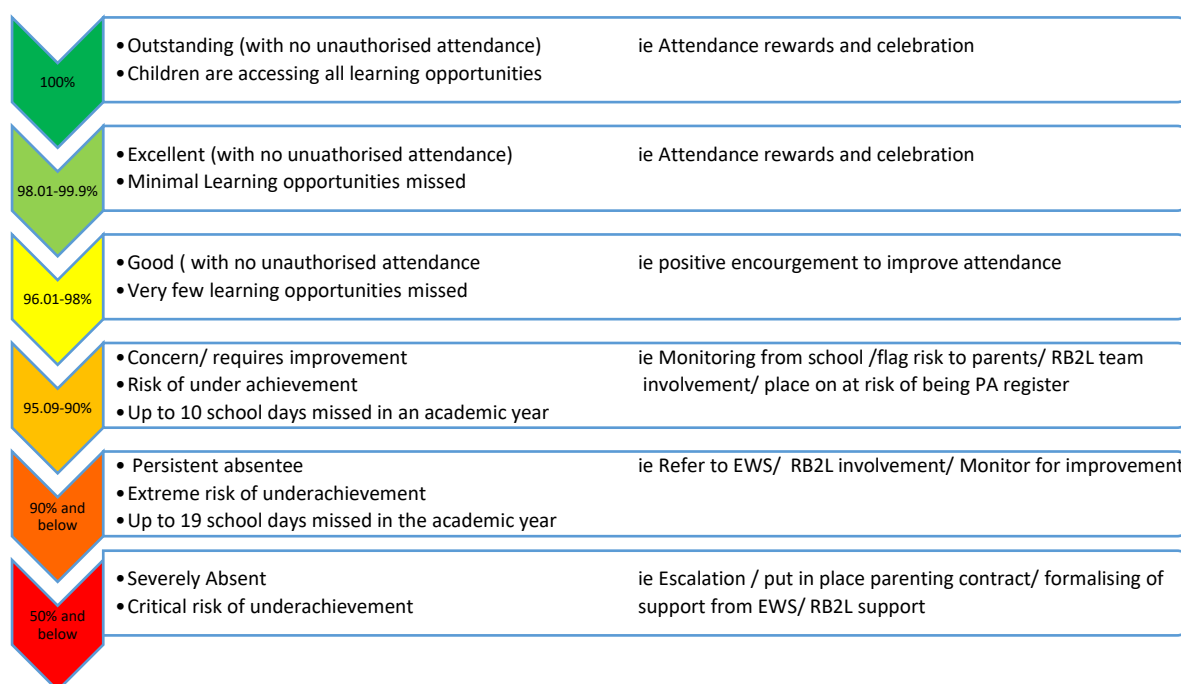 100%
•Outstanding (with no unauthorised attendance) ie Attendance rewards and celebration
•Children are accessing all learning opportunities
98.01-99.9%
•Excellent (with no unuathorised attendance) ie Attendance rewards and celebration
•Minimal Learning opportunities missed
96.01-98%
•Good ( with no unauthorised attendance ie positive encourgement to improve attendance
•Very few learning opportunities missed
95.09-90%
•Concern/ requires improvement ie Monitoring from school /flag risk to parents/ RB2L team
•Risk of under achievement involvement/ place on at risk of being PA register
•Up to 10 school days missed in an academic year
90% and
below
• Persistent absentee ie Refer to EWS/ RB2L involvement/ Monitor for improvement
•Extreme risk of underachievement
•Up to 19 school days missed in the academic year
50% and
below
•Severely Absent ie Escalation / put in place parenting contract/ formalising of
•Critical risk of underachievement support from EWS/ RB2L support